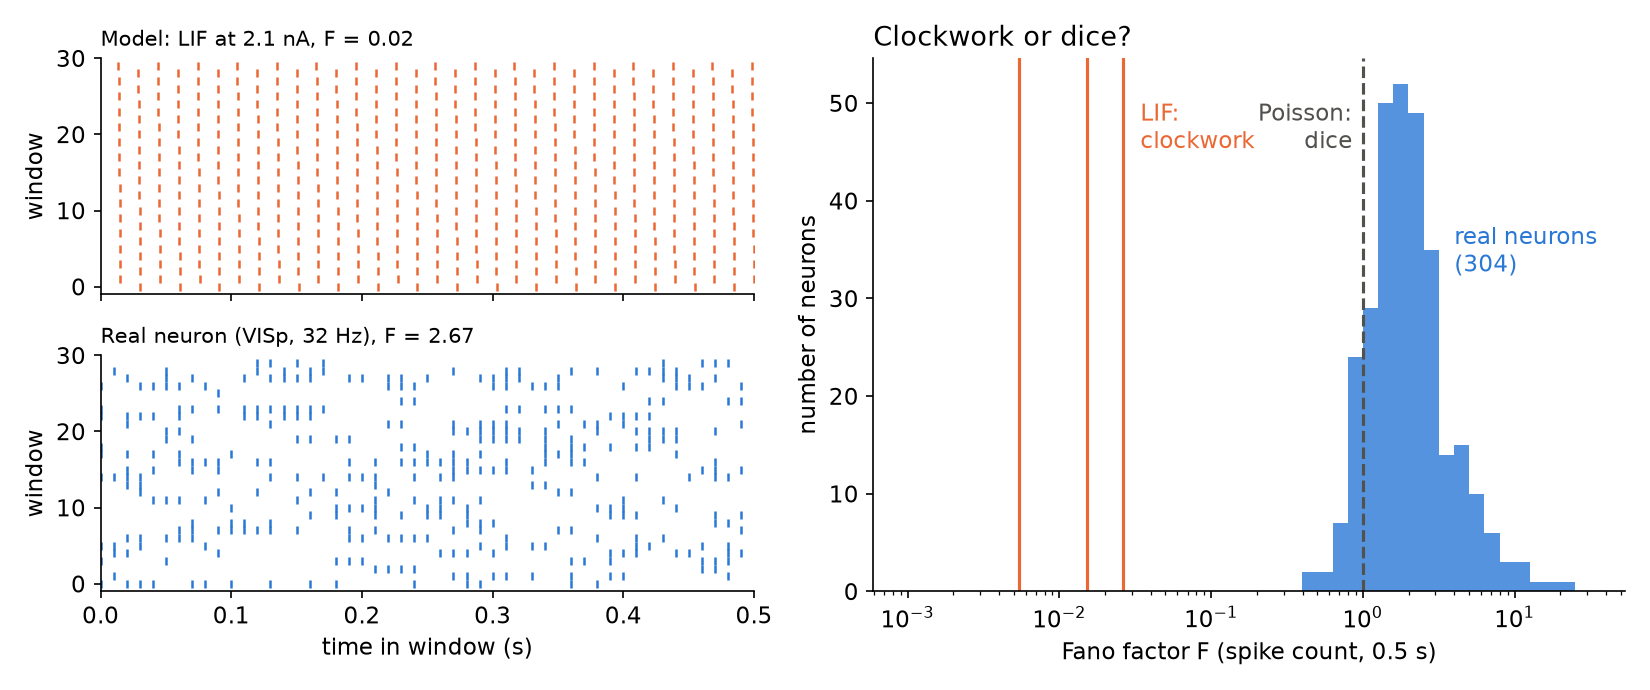 Model: LIF at 2.1 nA, F = 0.02
30
20
10
0
window
Real neuron (VISp, 32 Hz), F = 2.67
30
20
10
0
window
0.0 0.1 0.2 0.3 0.4 0.5
time in window (s)
Clockwork or dice?
50
40
30
20
10
0
number of neurons
LIF:
clockwork
Poisson:
dice
real neurons
(304)
10⁻³ 10⁻² 10⁻¹ 10⁰ 10¹
Fano factor F (spike count, 0.5 s)